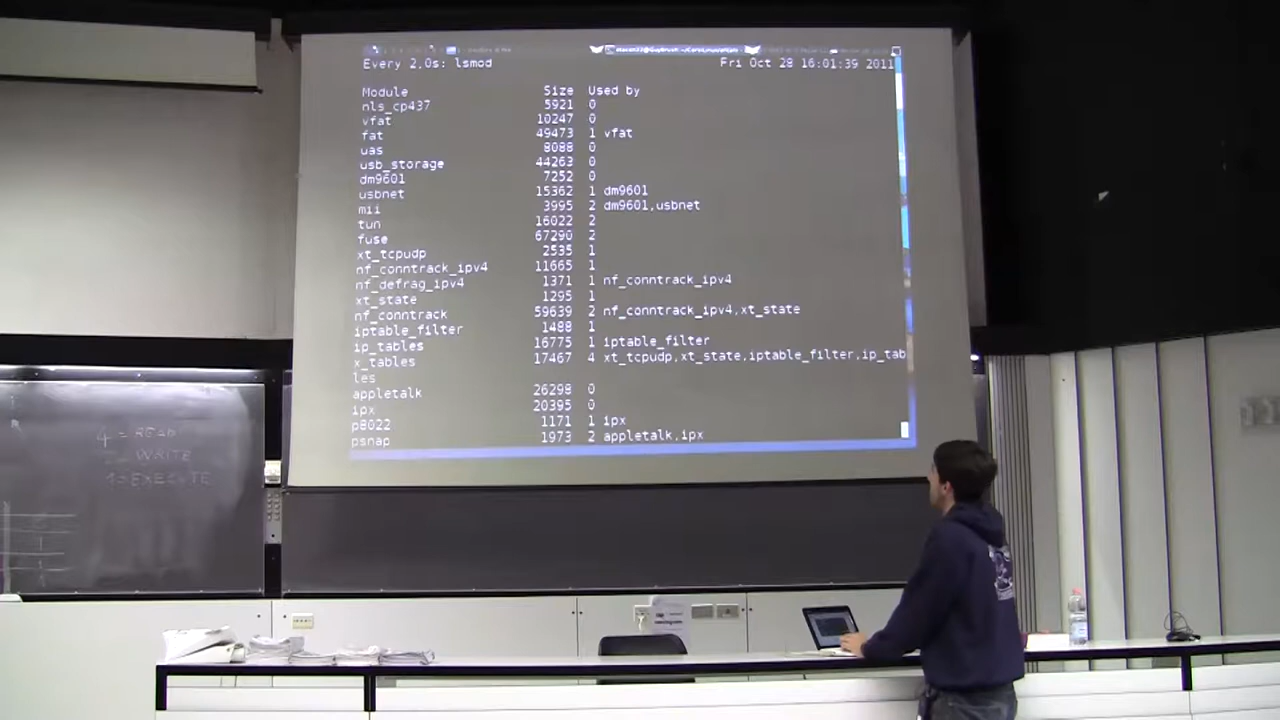 Every 2,0s: lsmod Fri Oct 28 16:01:39 2011
Module Size Used by
nls_cp437 5921 0
vfat 10247 0
fat 49473 1 vfat
uas 8088 0
usb_storage 44263 0
dm9601 7252 0
usbnet 15362 1 dm9601
mii 3995 2 dm9601,usbnet
tun 16022 2
fuse 67290 2
xt_tcpudp 2535 1
nf_conntrack_ipv4 11665 1
nf_defrag_ipv4 1371 1 nf_conntrack_ipv4
xt_state 1295 1
nf_conntrack 59639 2 nf_conntrack_ipv4,xt_state
iptable_filter 1488 1
ip_tables 16775 1 iptable_filter
x_tables 17467 4 xt_tcpudp,xt_state,iptable_filter,ip_tab
les
appletalk 26298 0
ipx 20395 0
p8022 1171 1 ipx
psnap 1973 2 appletalk,ipx
4 = READ
WRITE
1=EXECUTE